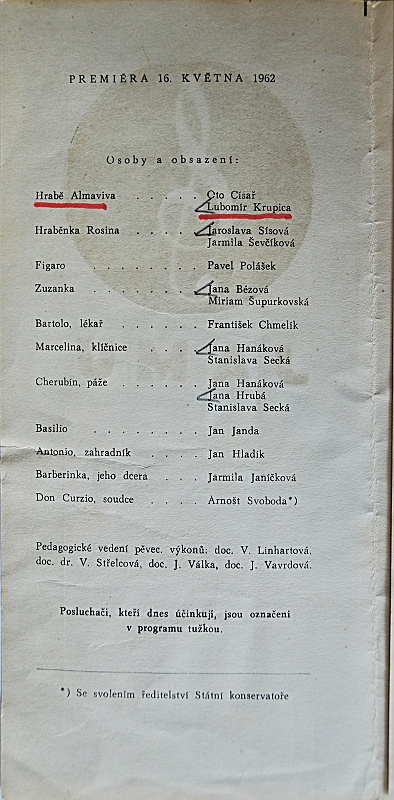 PREMIÉRA 16. KVĚTNA 1962
Osoby a obsazení:
Hrabě Almaviva . . . . . Oto Císař
Lubomír Krupica
Hraběnka Rosina . . . . . Jaroslava Sísová
Jarmila Ševčíková
Figaro . . . . . . . . Pavel Polášek
Zuzanka . . . . . . . . Jana Bézová
Miriam Šupurkovská
Bartolo, lékař . . . . . . František Chmelík
Marcelina, klíčnice . . . . Jana Hanáková
Stanislava Secká
Cherubín, páže . . . . . . Jana Hanáková
Jana Hrubá
Stanislava Secká
Basilio . . . . . . . . Jan Janda
Antonio, zahradník . . . . Jan Hladík
Barberinka, jeho dcera . . . Jarmila Janíčková
Don Curzio, soudce . . . . Arnošt Svoboda*)
Pedagogické vedení pěvec. výkonů: doc. V. Linhartová,
doc. dr. V. Střelcová, doc. J. Válka, doc. J. Vavrdová.
Posluchači, kteří dnes účinkují, jsou označeni
v programu tužkou.
*) Se svolením ředitelství Státní konservatoře